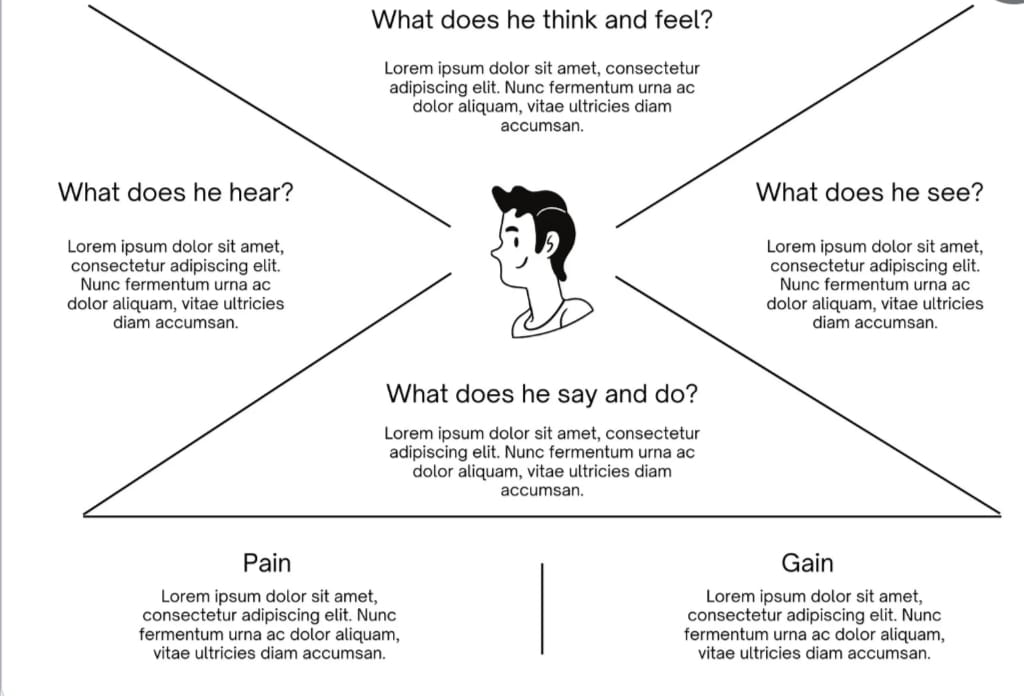 What does he think and feel?
Lorem ipsum dolor sit amet, consectetur
adipiscing elit. Nunc fermentum urna ac
dolor aliquam, vitae ultricies diam
accumsan.
What does he hear?
Lorem ipsum dolor sit amet,
consectetur adipiscing elit.
Nunc fermentum urna ac
dolor aliquam, vitae ultricies
diam accumsan.
What does he see?
Lorem ipsum dolor sit amet,
consectetur adipiscing elit.
Nunc fermentum urna ac
dolor aliquam, vitae ultricies
diam accumsan.
What does he say and do?
Lorem ipsum dolor sit amet, consectetur
adipiscing elit. Nunc fermentum urna ac
dolor aliquam, vitae ultricies diam
accumsan.
Pain
Lorem ipsum dolor sit amet,
consectetur adipiscing elit. Nunc
fermentum urna ac dolor aliquam,
vitae ultricies diam accumsan.
Gain
Lorem ipsum dolor sit amet,
consectetur adipiscing elit. Nunc
fermentum urna ac dolor aliquam,
vitae ultricies diam accumsan.